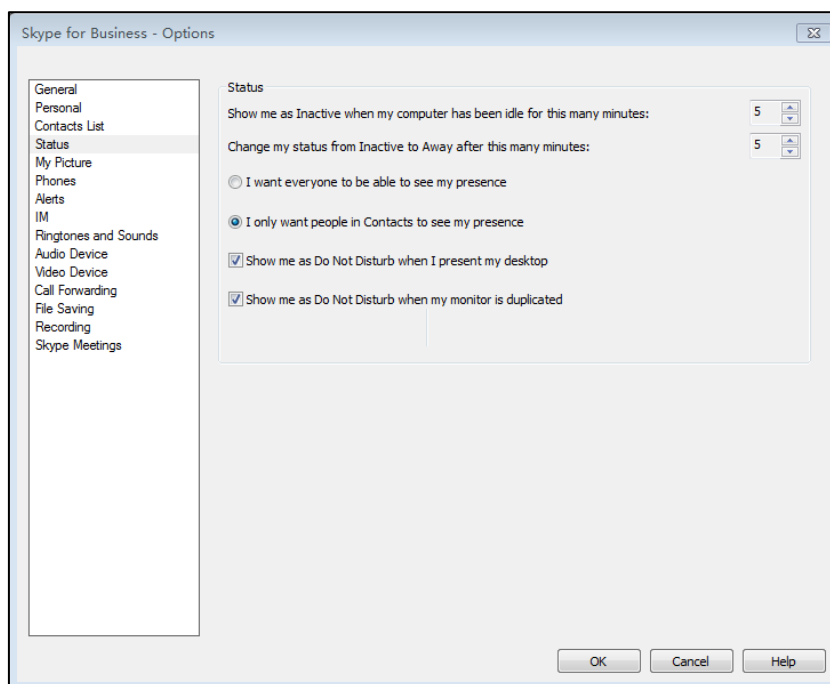 Skype for Business - Options
General
Personal
Contacts List
Status
My Picture
Phones
Alerts
IM
Ringtones and Sounds
Audio Device
Video Device
Call Forwarding
File Saving
Recording
Skype Meetings
Status
Show me as Inactive when my computer has been idle for this many minutes: 5
Change my status from Inactive to Away after this many minutes: 5
I want everyone to be able to see my presence
I only want people in Contacts to see my presence
Show me as Do Not Disturb when I present my desktop
Show me as Do Not Disturb when my monitor is duplicated
OK Cancel Help